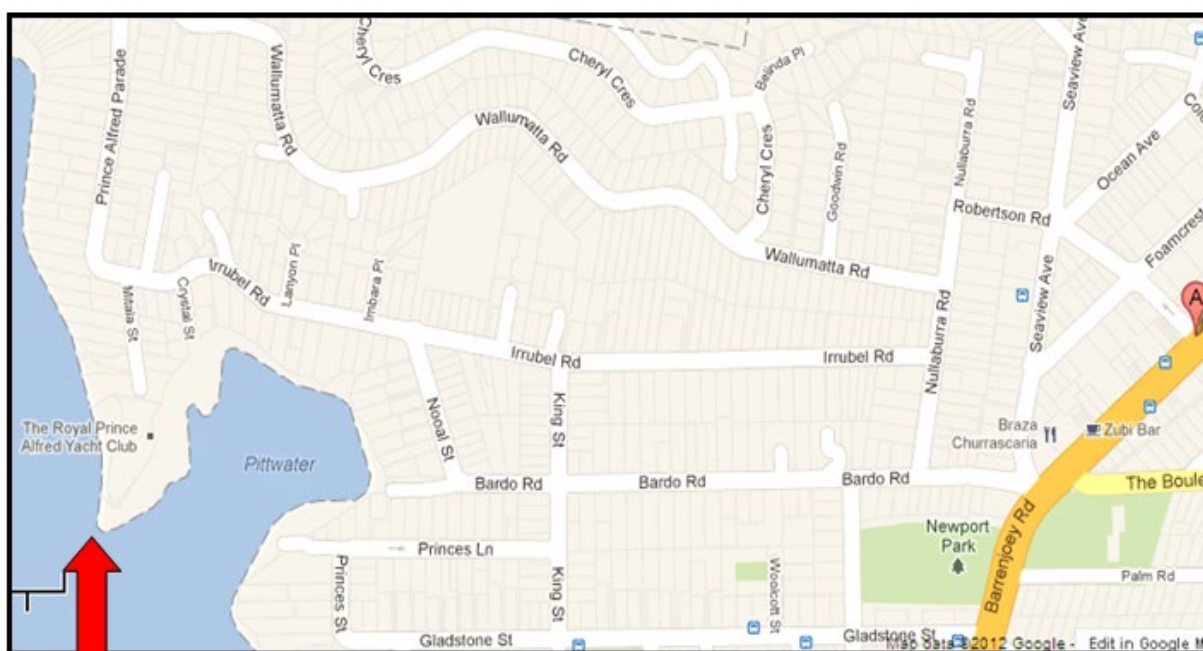 Cheryl Cres
Cheryl Cres
Belinda Pl
Seaview Ave
Prince Alfred Parade
Wallumatta Rd
Wallumatta Rd
Cheryl Cres
Goodwin Rd
Nullaburra Rd
Ocean Ave
Robertson Rd
Foamcres
Wallumatta Rd
Irrubel Rd
Lanyon Pl
Imbara Pl
Crystal St
Mitala St
Nullaburra Rd
Seaview Ave
A
Irrubel Rd
Irrubel Rd
Nooal St
King St
The Royal Prince
Alfred Yacht Club
Pittwater
Braza
Churrascaria
Zubi Bar
Bardo Rd
Bardo Rd
Bardo Rd
The Boule
Newport
Park
Barrenjoey Rd
Princes Ln
Princes St
King St
Woolcott St
Palm Rd
Gladstone St
Gladstone St
Map data ©2012 Google - Edit in Google M